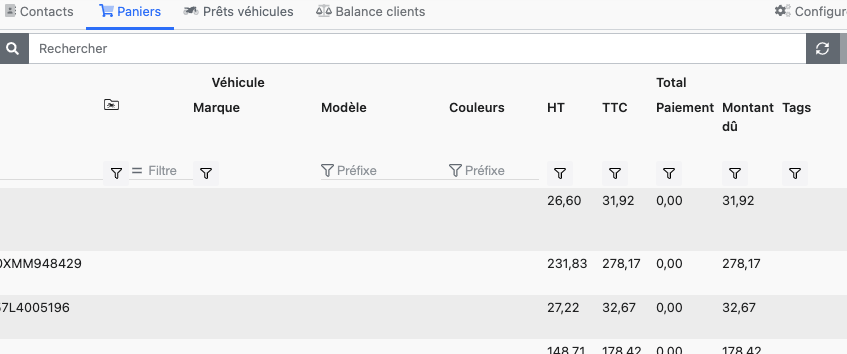 Contacts Paniers Prêts véhicules Balance clients Configur
Rechercher
Véhicule Total
Marque Modèle Couleurs HT TTC Paiement Montant dû Tags
= Filtre Préfixe Préfixe
26,60 31,92 0,00 31,92
0XMM948429 231,83 278,17 0,00 278,17
57L4005196 27,22 32,67 0,00 32,67
148,71 178,42 0,00 178,42